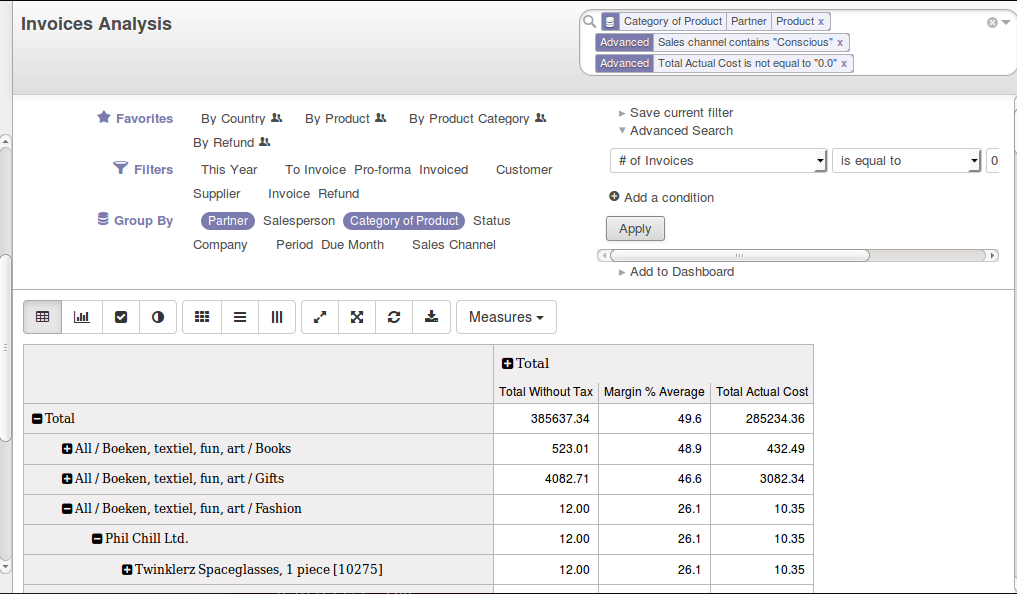 Invoices Analysis
Category of Product Partner Product x
Advanced Sales channel contains "Conscious" x
Advanced Total Actual Cost is not equal to "0.0" x
Favorites By Country By Product By Product Category
By Refund
Filters This Year To Invoice Pro-forma Invoiced Customer
Supplier Invoice Refund
Group By Partner Salesperson Category of Product Status
Company Period Due Month Sales Channel
Save current filter
Advanced Search
# of Invoices is equal to 0
Add a condition
Apply
Add to Dashboard
Measures
Total
Total Without Tax Margin % Average Total Actual Cost
Total 385637.34 49.6 285234.36
All / Boeken, textiel, fun, art / Books 523.01 48.9 432.49
All / Boeken, textiel, fun, art / Gifts 4082.71 46.6 3082.34
All / Boeken, textiel, fun, art / Fashion 12.00 26.1 10.35
Phil Chill Ltd. 12.00 26.1 10.35
Twinklerz Spaceglasses, 1 piece [10275] 12.00 26.1 10.35